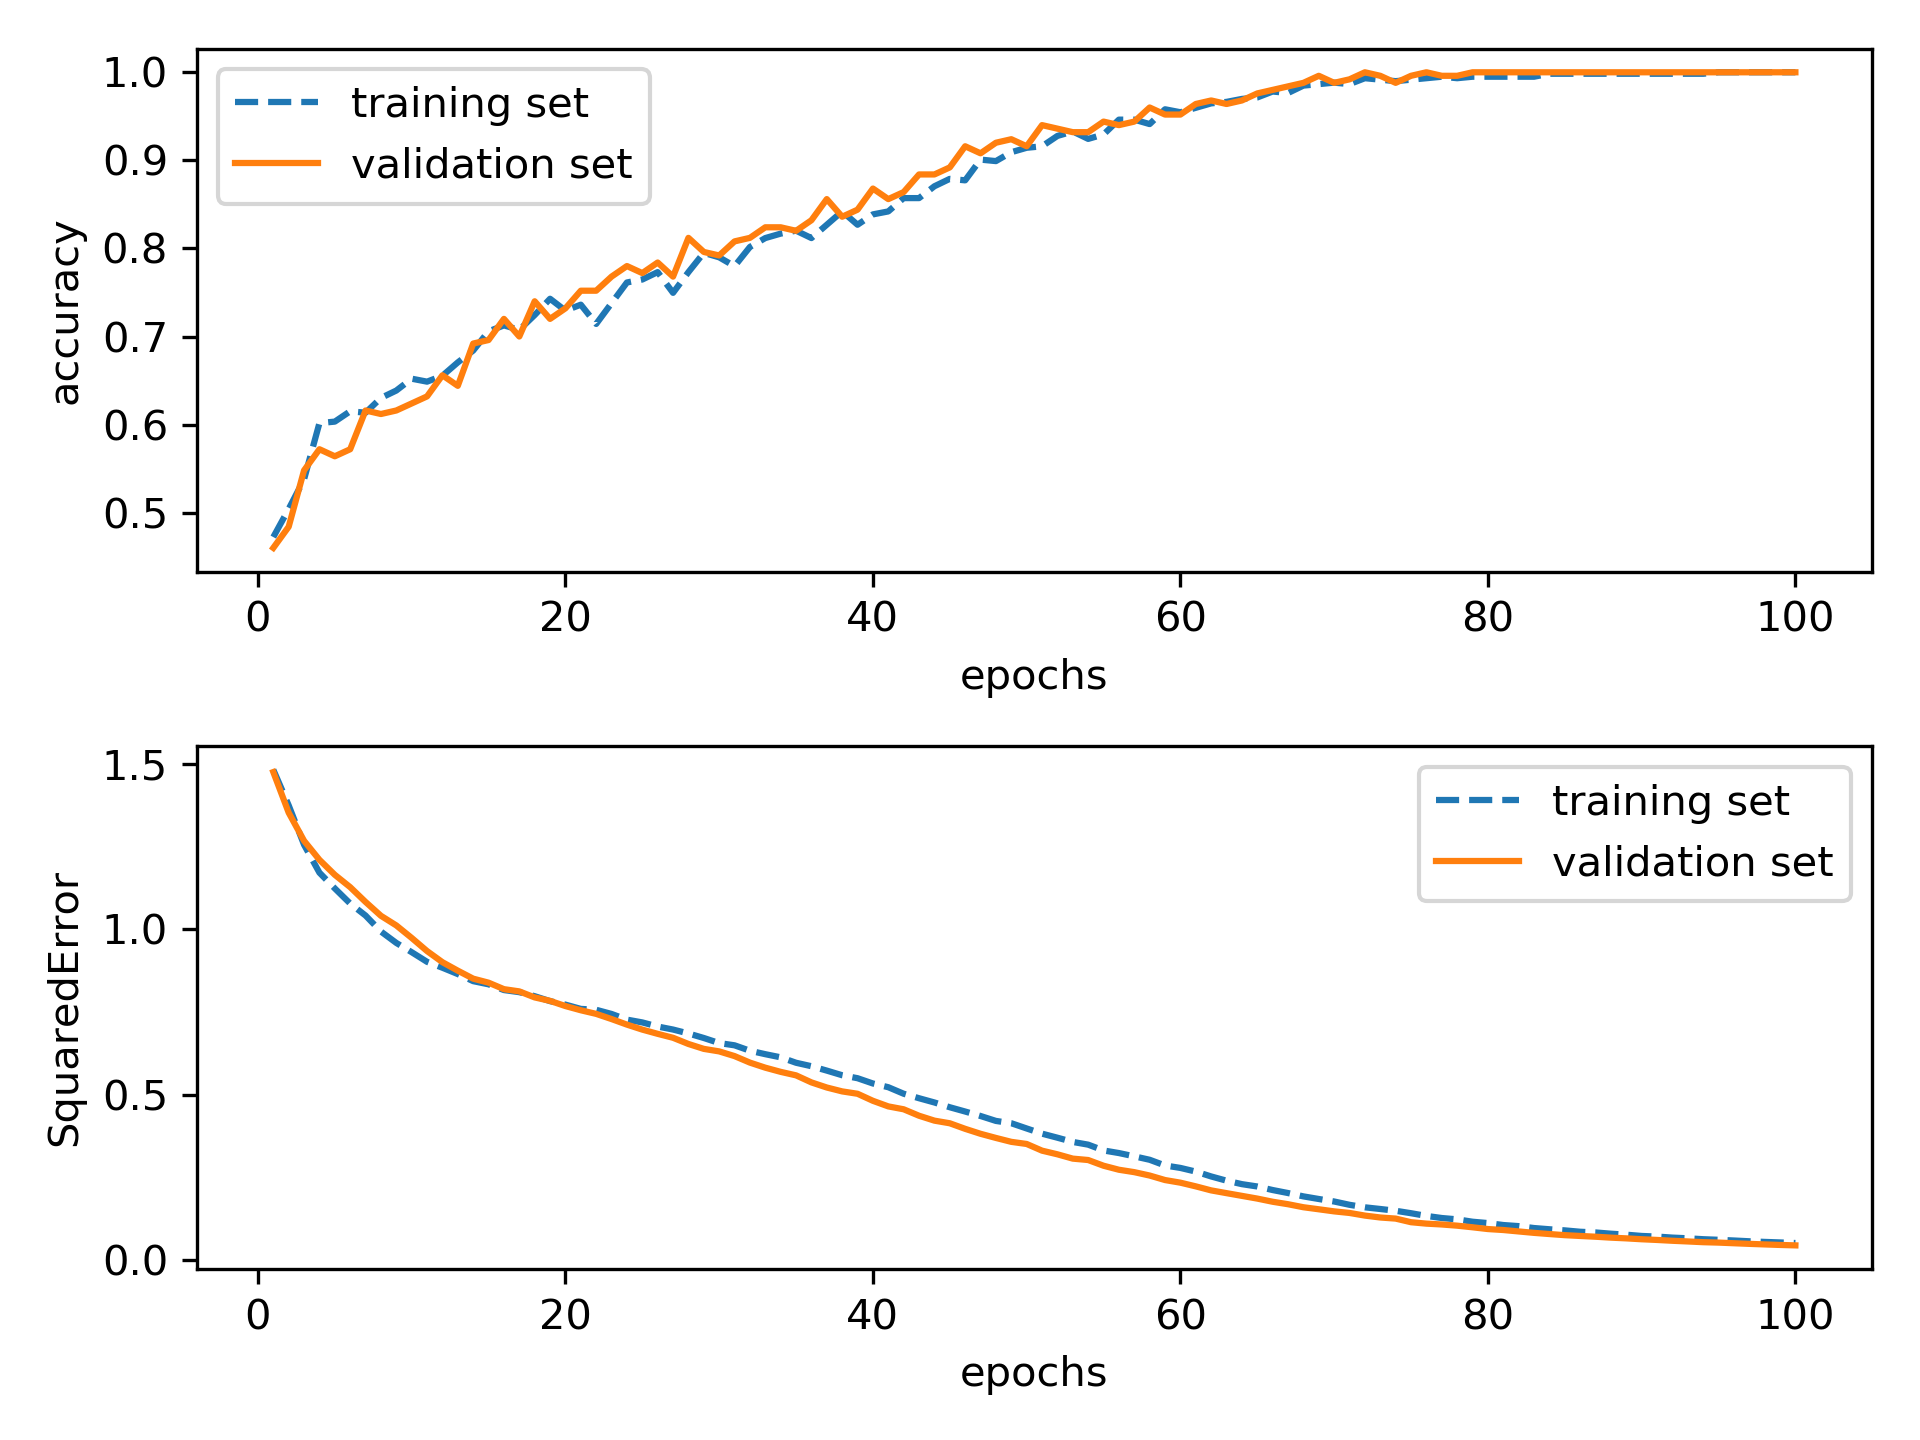 1.0
0.9
0.8
0.7
0.6
0.5
accuracy
training set
validation set
0 20 40 60 80 100
epochs
1.5
1.0
0.5
0.0
SquaredError
training set
validation set
0 20 40 60 80 100
epochs